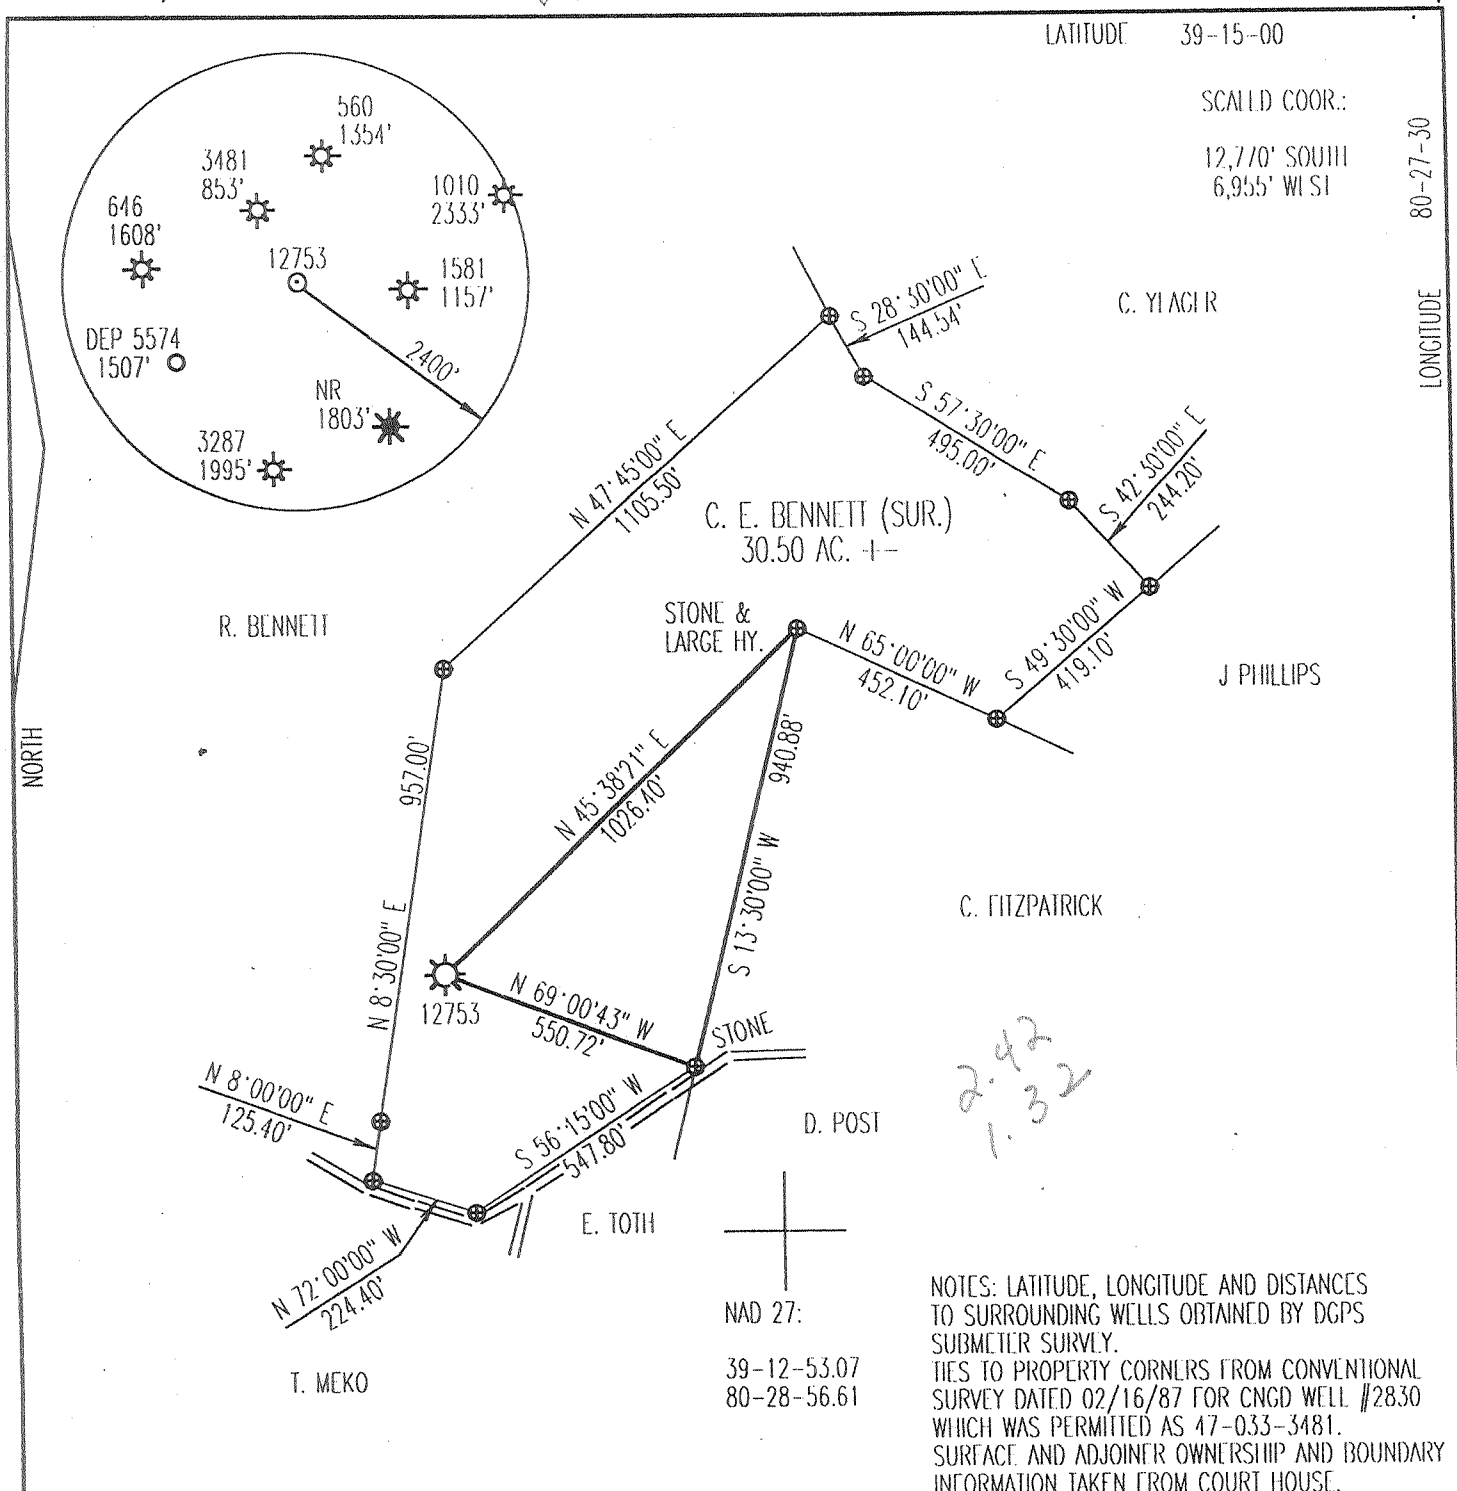 LATITUDE 39-15-00
SCALED COOR.:
12,770' SOUTH
6,955' WEST
80-27-30
LONGITUDE
560
1354'
3481
853'
1010
2333'
646
1608'
12753
1581
1157'
DEP 5574
1507'
2400'
NR
1803'
3287
1995'
S 28°30'00" E
144.54'
C. YEAGER
S 57°30'00" E
495.00'
S 42°30'00" E
244.20'
N 47°45'00" E
1105.50'
C. E. BENNETT (SUR.)
30.50 AC. +-
R. BENNETT
STONE &
LARGE HY.
N 65°00'00" W
452.10'
S 49°30'00" W
419.10'
J PHILLIPS
NORTH
957.00'
N 8°30'00" E
N 45°38'21" E
1026.40'
940.88'
S 13°30'00" W
C. FITZPATRICK
12753
N 69°00'43" W
550.72'
STONE
2.42
1.32
N 8°00'00" E
125.40'
S 56°15'00" W
547.80'
D. POST
E. TOTH
N 72°00'00" W
224.40'
T. MEKO
NAD 27:
39-12-53.07
80-28-56.61
NOTES: LATITUDE, LONGITUDE AND DISTANCES
TO SURROUNDING WELLS OBTAINED BY DGPS
SUBMETER SURVEY.
TIES TO PROPERTY CORNERS FROM CONVENTIONAL
SURVEY DATED 02/16/87 FOR CNGD WELL #2830
WHICH WAS PERMITTED AS 47-033-3481.
SURFACE AND ADJOINER OWNERSHIP AND BOUNDARY
INFORMATION TAKEN FROM COURT HOUSE.